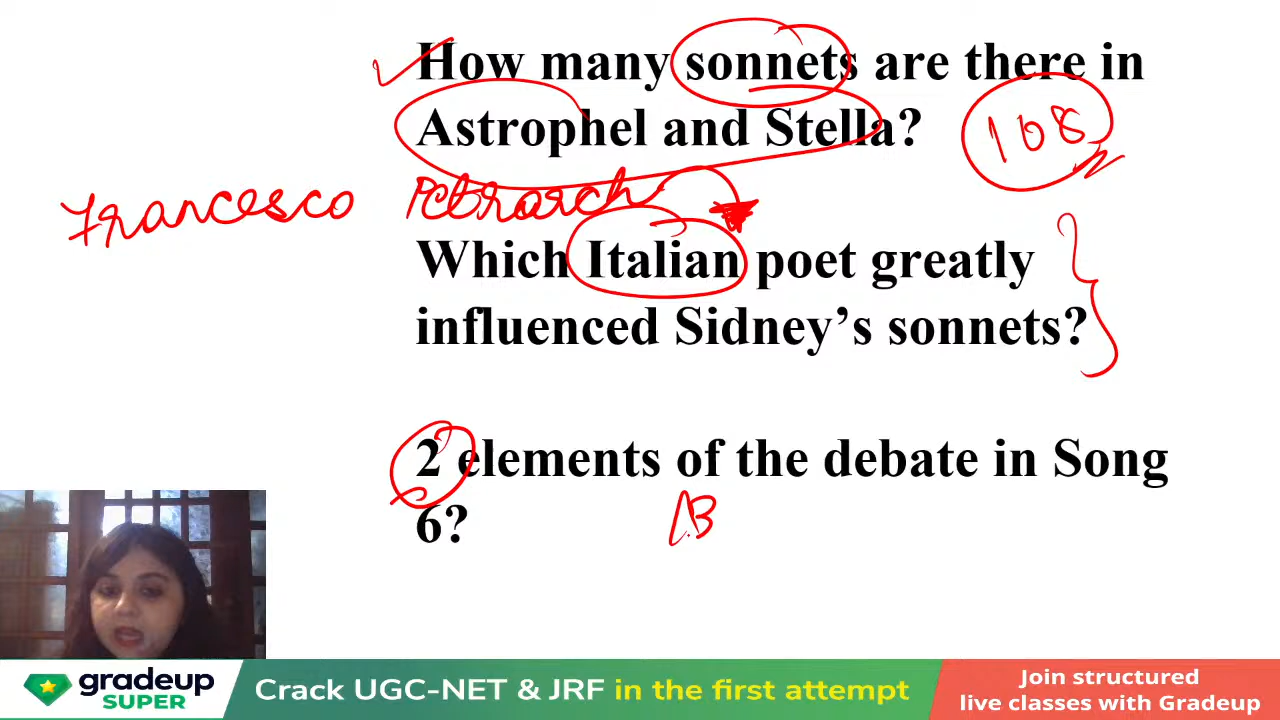 How many sonnets are there in
Astrophel and Stella?
108
Francesco Petrarch
Which Italian poet greatly
influenced Sidney’s sonnets?
2 elements of the debate in Song
6?
B
gradeup
SUPER
Crack UGC-NET & JRF in the first attempt
Join structured
live classes with Gradeup